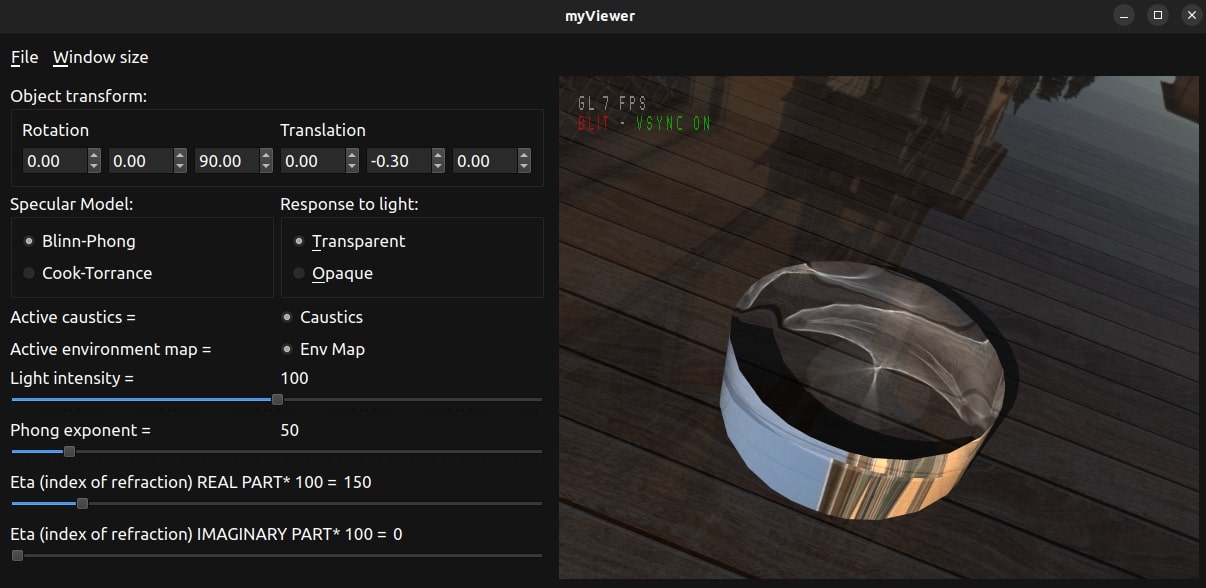 myViewer
File Window size
Object transform:
Rotation Translation
0.00 0.00 90.00 0.00 -0.30 0.00
Specular Model: Response to light:
Blinn-Phong Transparent
Cook-Torrance Opaque
Active caustics = Caustics
Active environment map = Env Map
Light intensity = 100
Phong exponent = 50
Eta (index of refraction) REAL PART* 100 = 150
Eta (index of refraction) IMAGINARY PART* 100 = 0
GL 7 FPS
BLIT - VSYNC ON